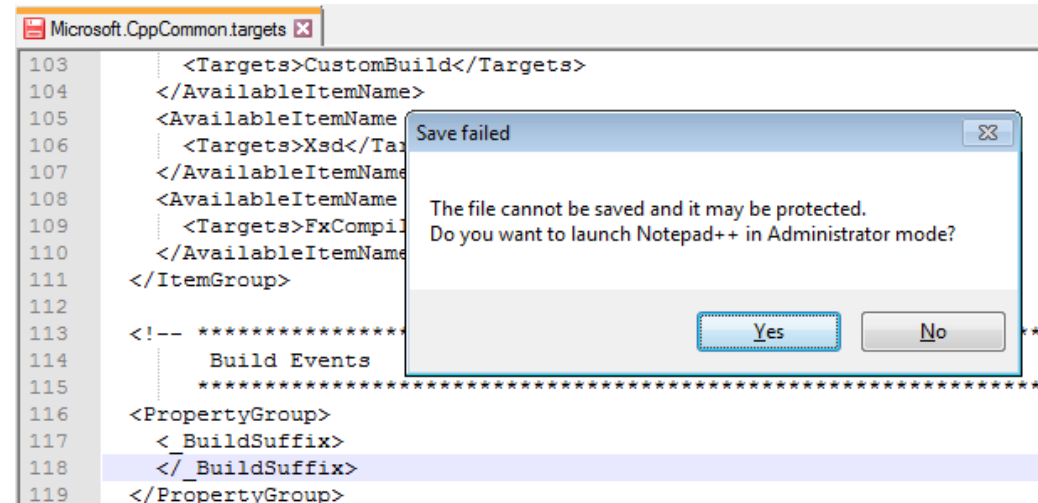 Microsoft.CppCommon.targets
103 <Targets>CustomBuild</Targets>
104 </AvailableItemName>
105 <AvailableItemName
106 <Targets>Xsd</Tar
107 </AvailableItemName
108 <AvailableItemName
109 <Targets>FxCompil
110 </AvailableItemName
111 </ItemGroup>
112
113 <!-- ****************
114 Build Events
115 ***************************************************************
116 <PropertyGroup>
117 <_BuildSuffix>
118 </_BuildSuffix>
119 </PropertyGroup>
Save failed
The file cannot be saved and it may be protected.
Do you want to launch Notepad++ in Administrator mode?
Yes
No